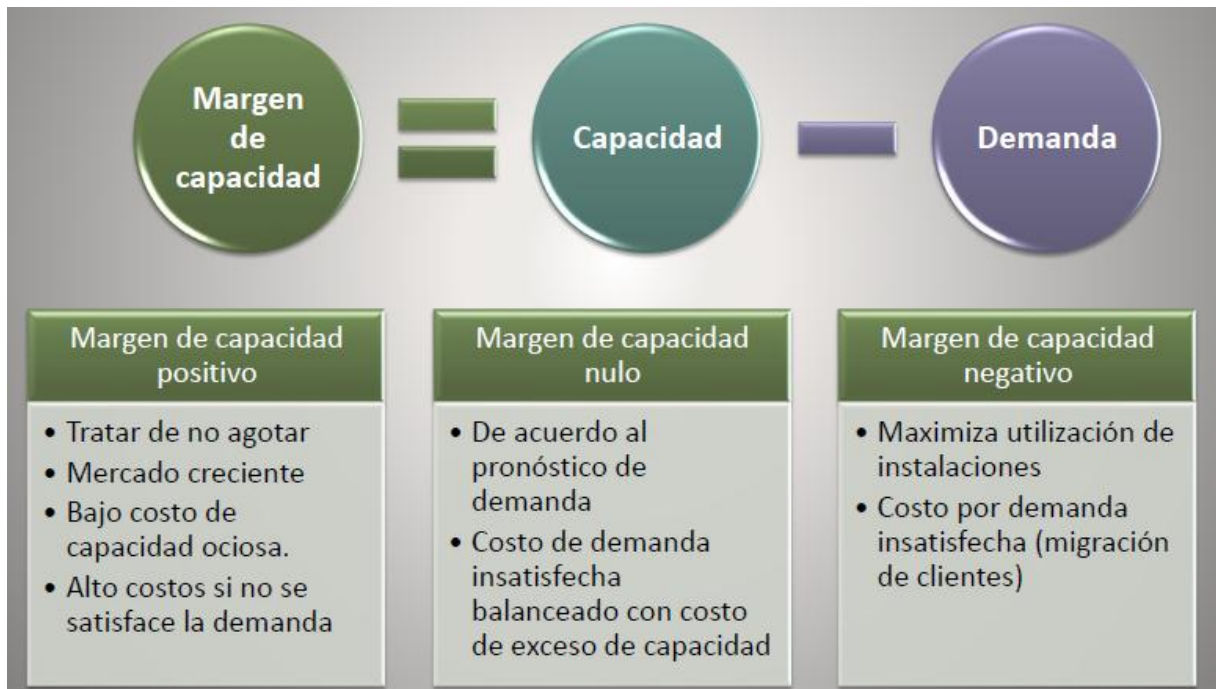 Margen
de
capacidad
Capacidad
Demanda
Margen de capacidad
positivo
• Tratar de no agotar
• Mercado creciente
• Bajo costo de
capacidad ociosa.
• Alto costos si no se
satisface la demanda
Margen de capacidad
nulo
• De acuerdo al
pronóstico de
demanda
• Costo de demanda
insatisfecha
balanceado con costo
de exceso de capacidad
Margen de capacidad
negativo
• Maximiza utilización de
instalaciones
• Costo por demanda
insatisfecha (migración
de clientes)